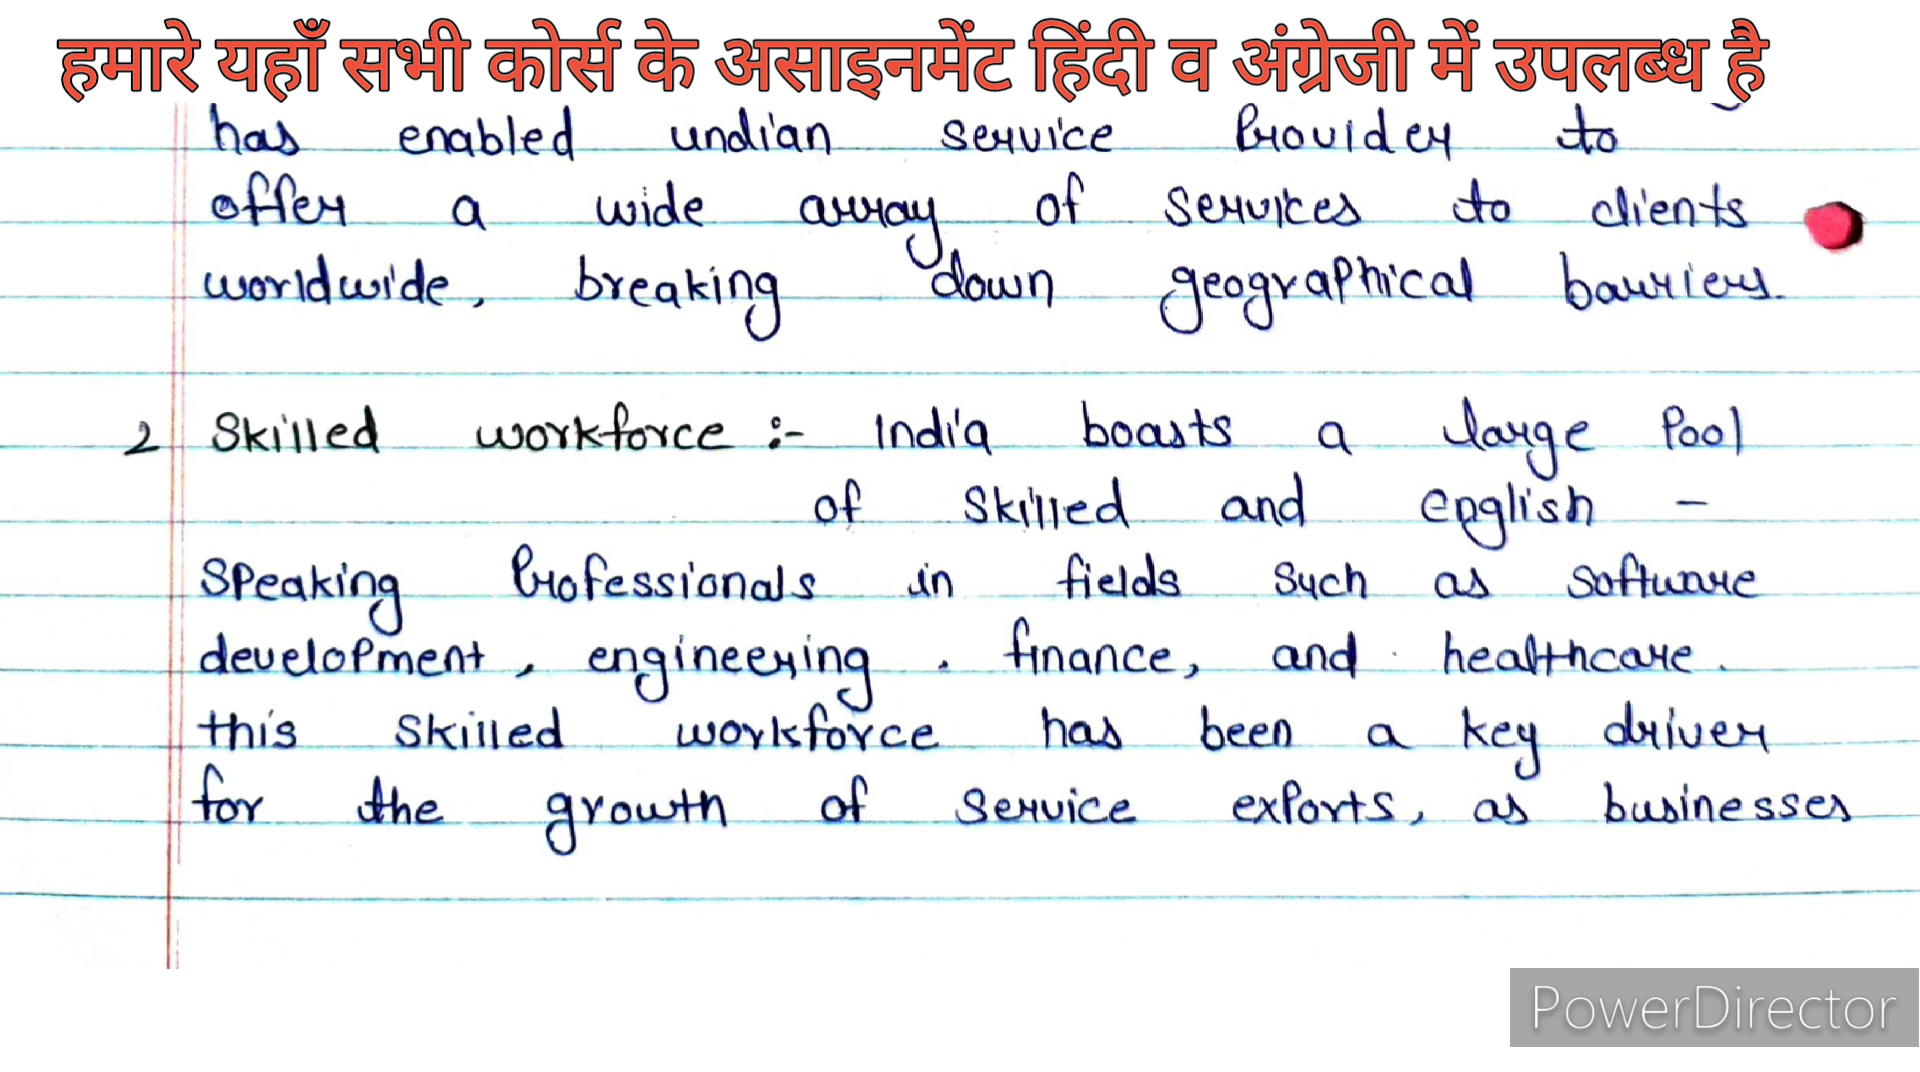 हमारे यहाँ सभी कोर्स के असाइनमेंट हिंदी व अंग्रेजी में उपलब्ध है
has enabled undian service Provider to
offer a wide array of services to clients
worldwide, breaking down geographical barriers.
2 Skilled workforce :- India boasts a large Pool
of skilled and english -
speaking Professionals in fields such as software
development, engineering, finance, and healthcare.
this skilled workforce has been a key driver
for the growth of service exports, as businesses
PowerDirector